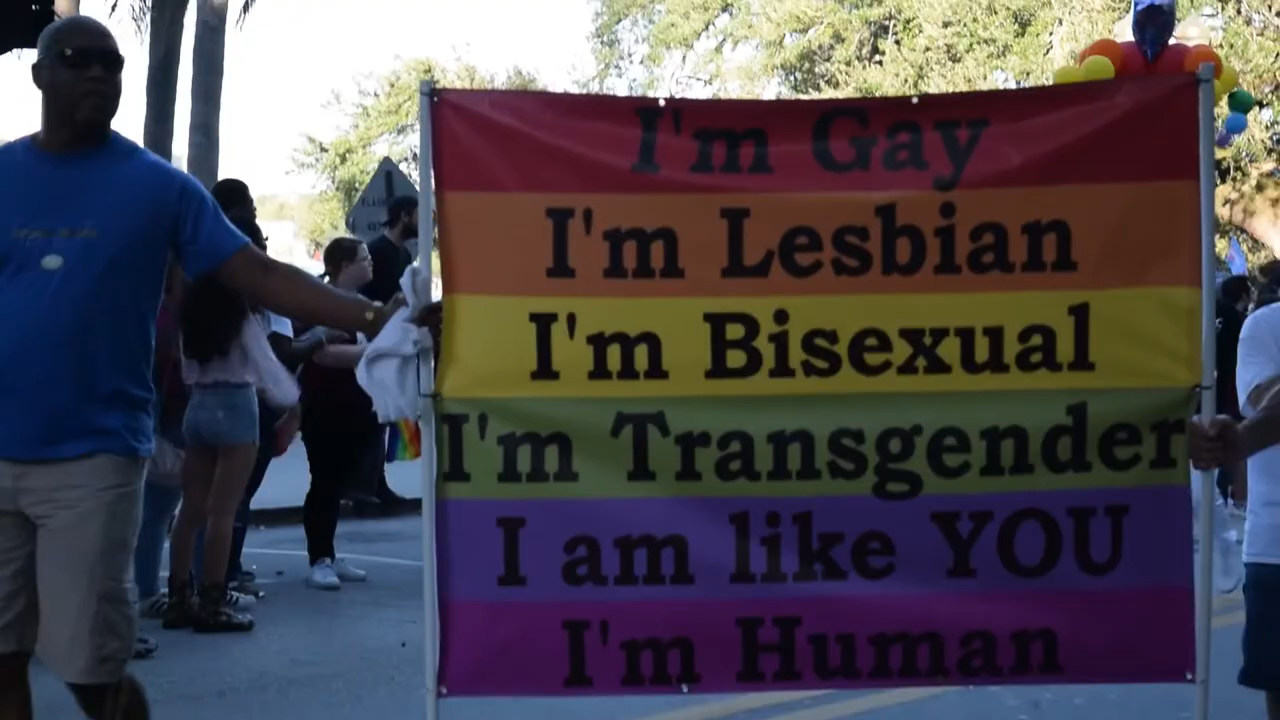 I'm Gay
I'm Lesbian
I'm Bisexual
I'm Transgender
I am like YOU
I'm Human